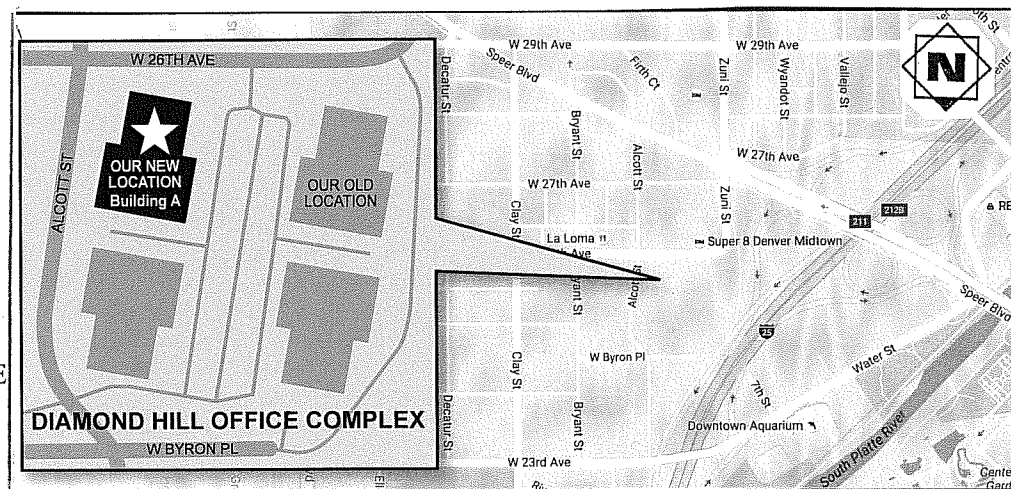 W 26TH AVE
ALCOTT ST
OUR NEW
LOCATION
Building A
OUR OLD
LOCATION
DIAMOND HILL OFFICE COMPLEX
W BYRON PL
[1]
W 29th Ave
W 29th Ave
N
Speer Blvd
Firth Ct
Decatur St
Zuni St
Wyandot St
Vallejo St
Bryant St
Alcott St
W 27th Ave
W 27th Ave
Zuni St
Clay St
212B
211
La Loma
Super 8 Denver Midtown
Speer Blvd
25
W Byron Pl
Clay St
Water St
7th St
Decatur St
Bryant St
Downtown Aquarium
South Platte River
W 23rd Ave